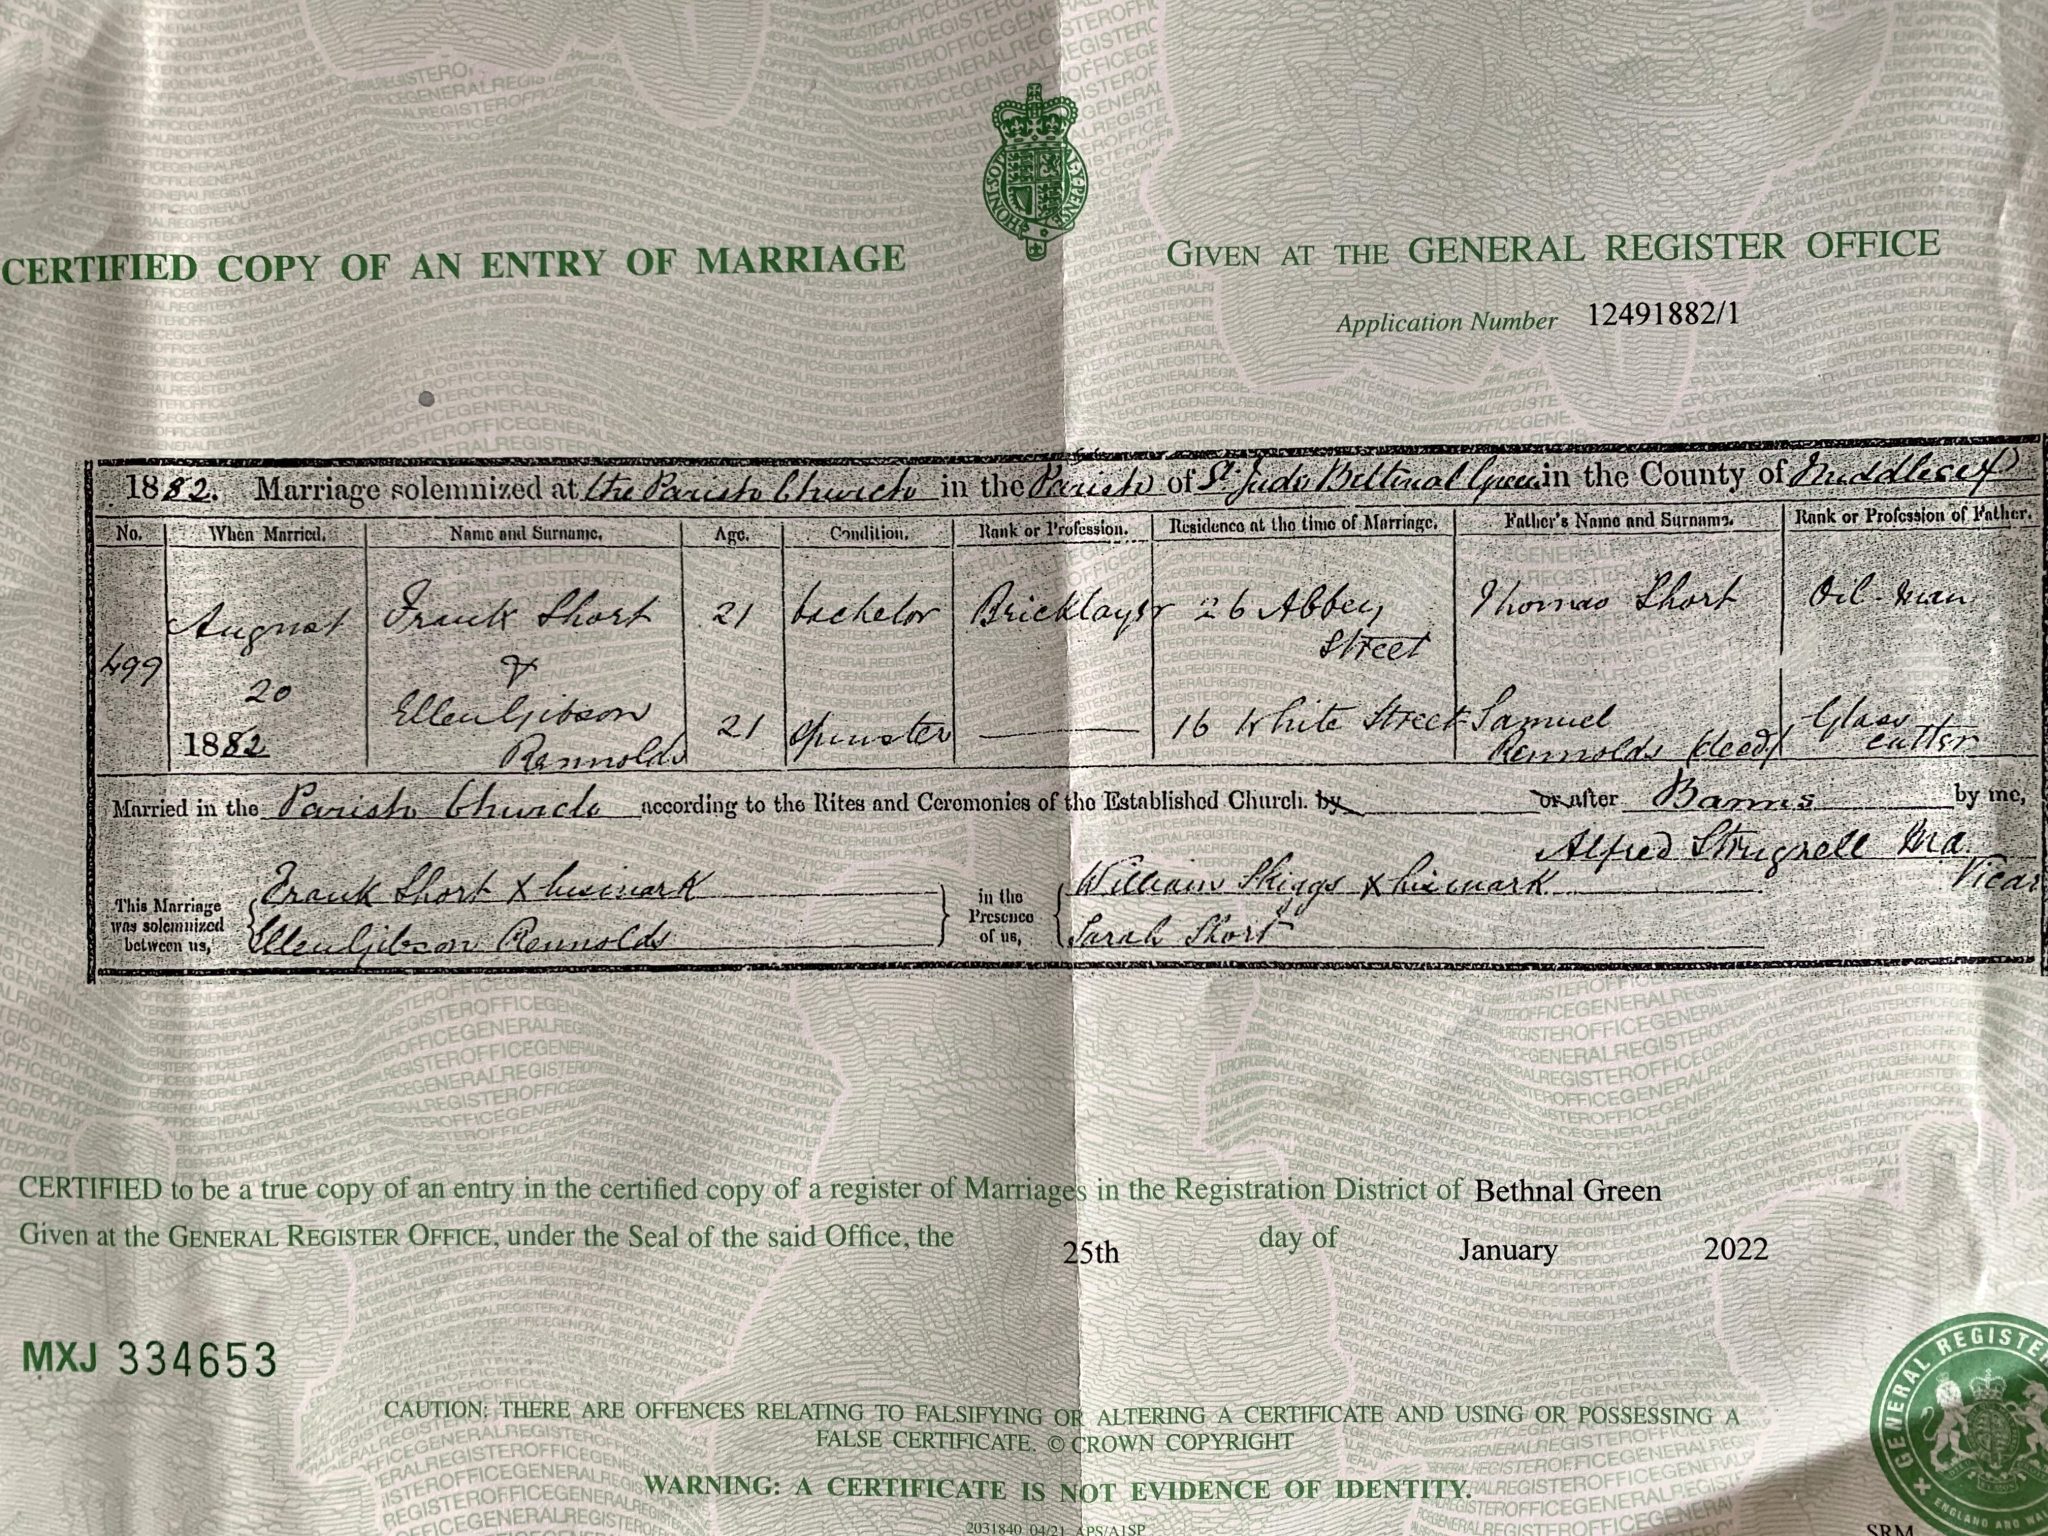 CERTIFIED COPY OF AN ENTRY OF MARRIAGE
GIVEN AT THE GENERAL REGISTER OFFICE
Application Number 12491882/1
1882. Marriage solemnized at the Parish Church in the Parish of St Jude Bethnal Green in the County of Middlesex
No. When Married. Name and Surname. Age. Condition. Rank or Profession. Residence at the time of Marriage. Father's Name and Surname. Rank or Profession of Father.
499 August 20 1882
Frank Short 21 bachelor Bricklayer 26 Abbey Street Thomas Short Oil-man
&
Ellen Gibson Rennolds 21 Spinster — 16 White Street Samuel Rennolds (dead) Glass cutter
Married in the Parish Church according to the Rites and Ceremonies of the Established Church. by or after Banns by me,
Alfred Strugnell M.A. Vicar
This Marriage was solemnized between us, Frank Short x his mark
Ellen Gibson Rennolds
in the Presence of us, William Skiggs x his mark
Sarah Short
CERTIFIED to be a true copy of an entry in the certified copy of a register of Marriages in the Registration District of Bethnal Green
Given at the GENERAL REGISTER OFFICE, under the Seal of the said Office, the 25th day of January 2022
MXJ 334653
CAUTION: THERE ARE OFFENCES RELATING TO FALSIFYING OR ALTERING A CERTIFICATE AND USING OR POSSESSING A
FALSE CERTIFICATE. © CROWN COPYRIGHT
WARNING: A CERTIFICATE IS NOT EVIDENCE OF IDENTITY.
2031840 04/21 APS/A1SP
SRM
GENERAL REGISTER
ENGLAND AND